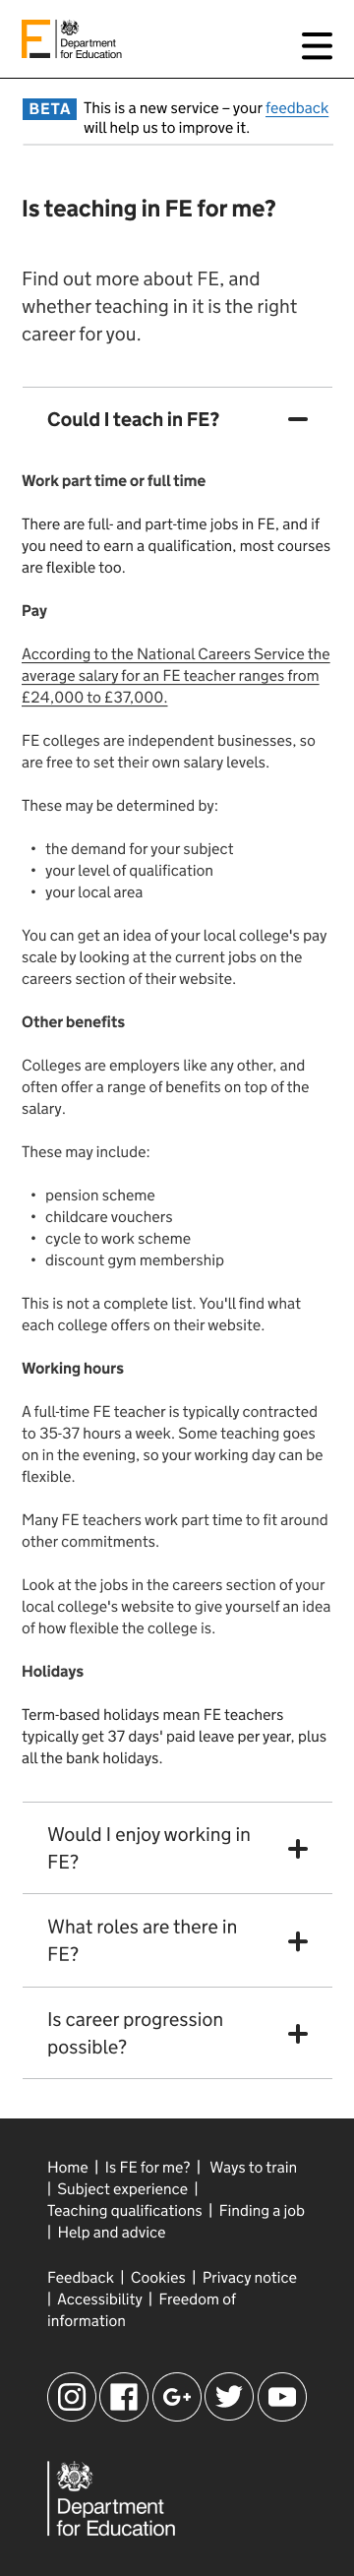 Department
for Education
BETA This is a new service – your feedback
will help us to improve it.
Is teaching in FE for me?
Find out more about FE, and
whether teaching in it is the right
career for you.
Could I teach in FE?
Work part time or full time
There are full- and part-time jobs in FE, and if
you need to earn a qualification, most courses
are flexible too.
Pay
According to the National Careers Service the
average salary for an FE teacher ranges from
£24,000 to £37,000.
FE colleges are independent businesses, so
are free to set their own salary levels.
These may be determined by:
• the demand for your subject
• your level of qualification
• your local area
You can get an idea of your local college's pay
scale by looking at the current jobs on the
careers section of their website.
Other benefits
Colleges are employers like any other, and
often offer a range of benefits on top of the
salary.
These may include:
• pension scheme
• childcare vouchers
• cycle to work scheme
• discount gym membership
This is not a complete list. You'll find what
each college offers on their website.
Working hours
A full-time FE teacher is typically contracted
to 35-37 hours a week. Some teaching goes
on in the evening, so your working day can be
flexible.
Many FE teachers work part time to fit around
other commitments.
Look at the jobs in the careers section of your
local college's website to give yourself an idea
of how flexible the college is.
Holidays
Term-based holidays mean FE teachers
typically get 37 days' paid leave per year, plus
all the bank holidays.
Would I enjoy working in
FE?
What roles are there in
FE?
Is career progression
possible?
Home | Is FE for me? | Ways to train
| Subject experience |
Teaching qualifications | Finding a job
| Help and advice
Feedback | Cookies | Privacy notice
| Accessibility | Freedom of
information
G+
Department
for Education